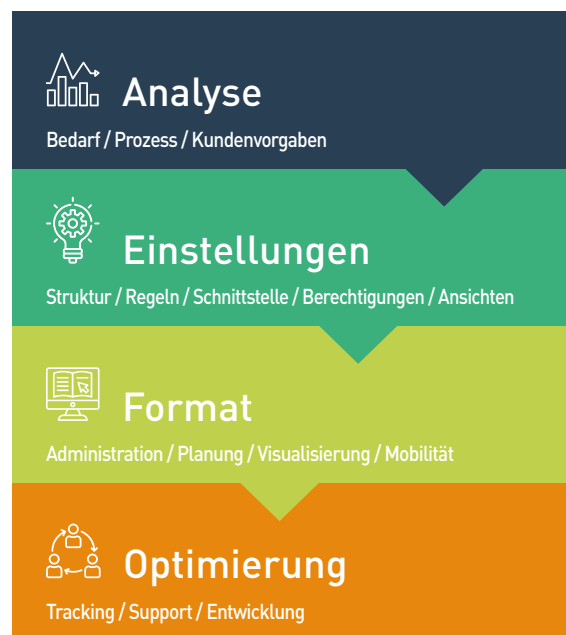 Analyse
Bedarf / Prozess / Kundenvorgaben
Einstellungen
Struktur / Regeln / Schnittstelle / Berechtigungen / Ansichten
Format
Administration / Planung / Visualisierung / Mobilität
Optimierung
Tracking / Support / Entwicklung